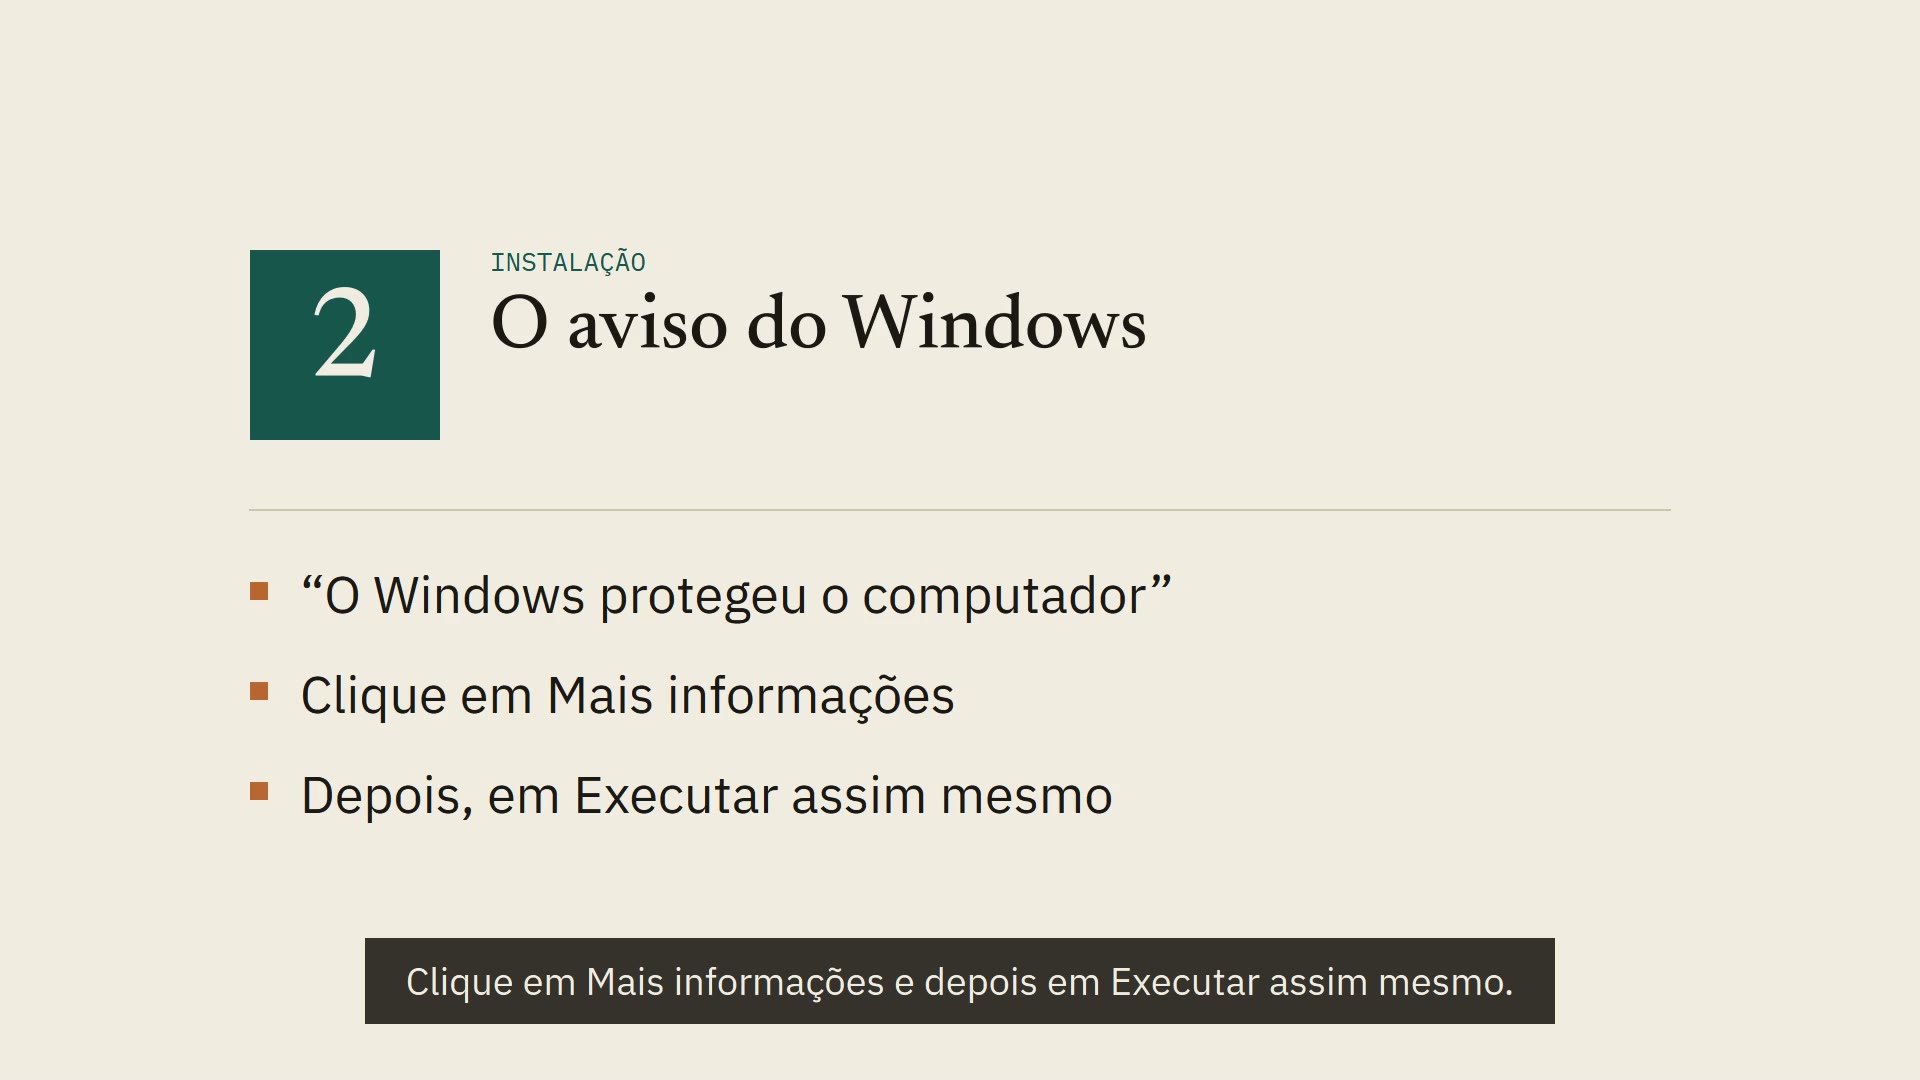 2
INSTALAÇÃO
O aviso do Windows
“O Windows protegeu o computador”
Clique em Mais informações
Depois, em Executar assim mesmo
Clique em Mais informações e depois em Executar assim mesmo.